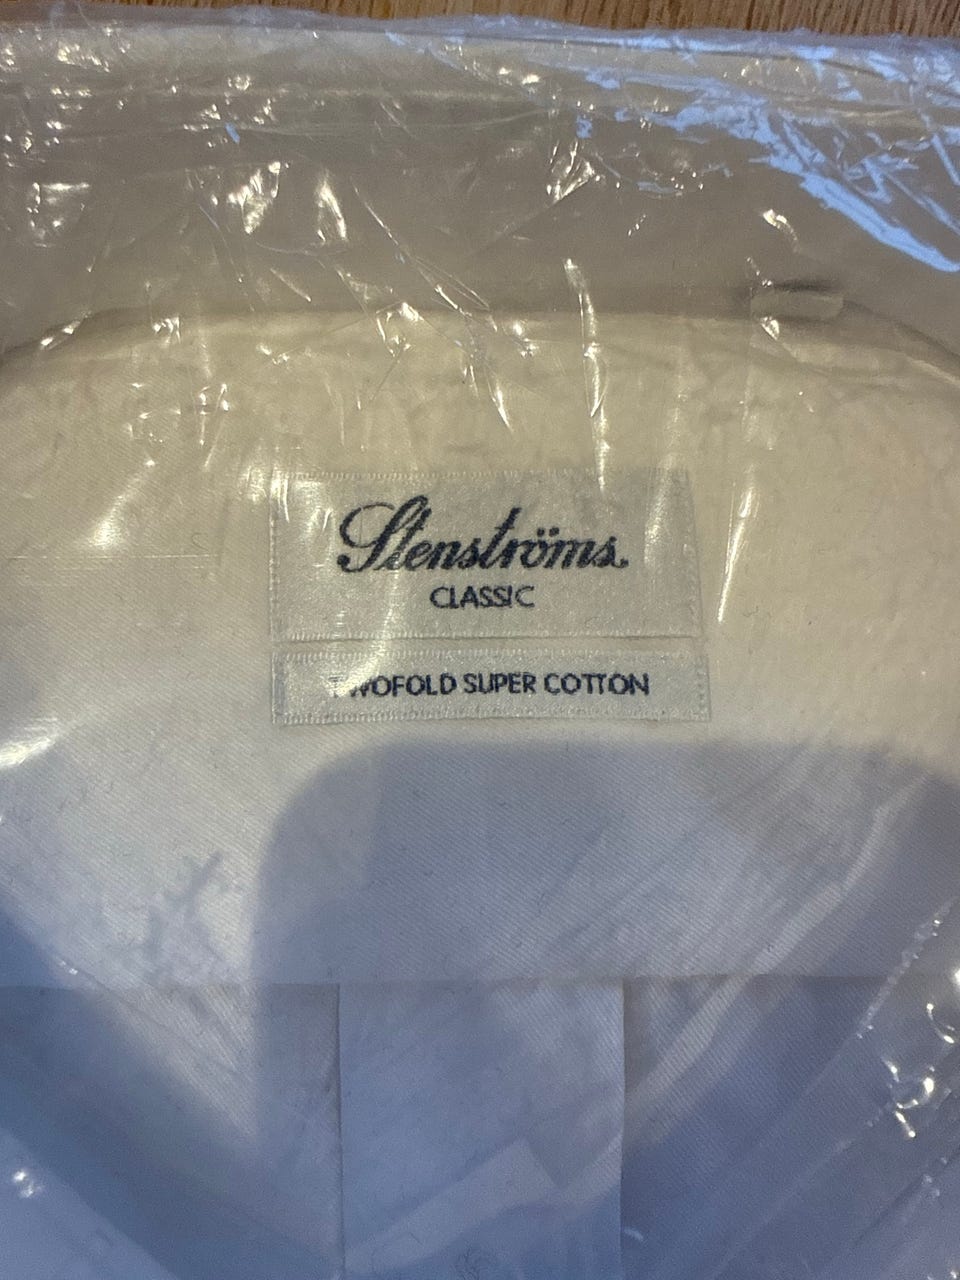 Stenströms.
CLASSIC
TWOFOLD SUPER COTTON